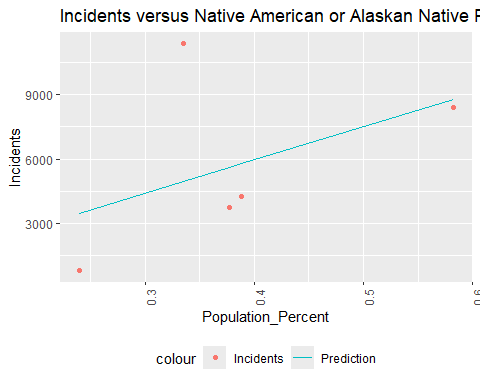 Incidents versus Native American or Alaskan Native
9000
6000
3000
Incidents
0.3
0.4
0.5
0.6
Population_Percent
colour
Incidents
Prediction